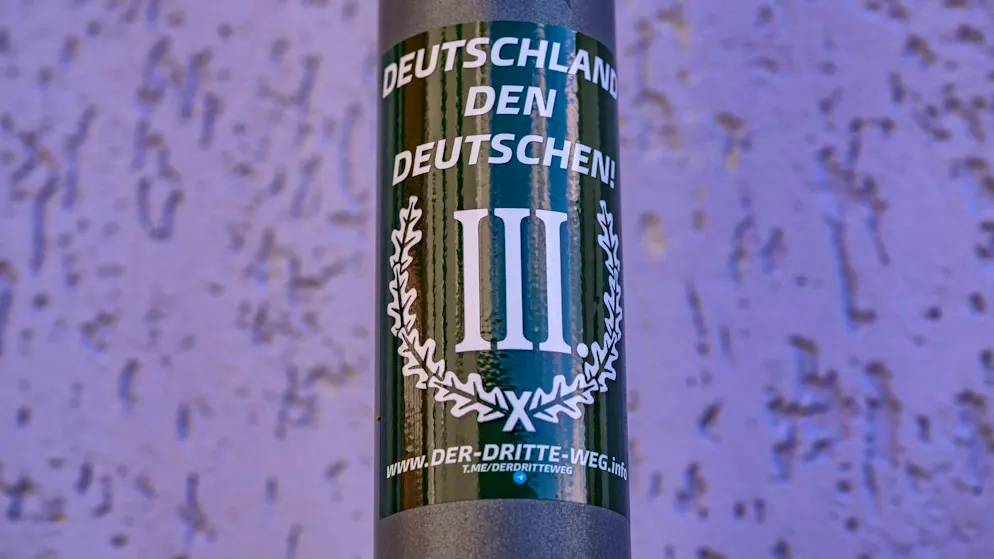 DEUTSCHLAND
DEN
DEUTSCHEN!
III.
www.DER-DRITTE-WEG.info
T.ME/DERDRITTEWEG